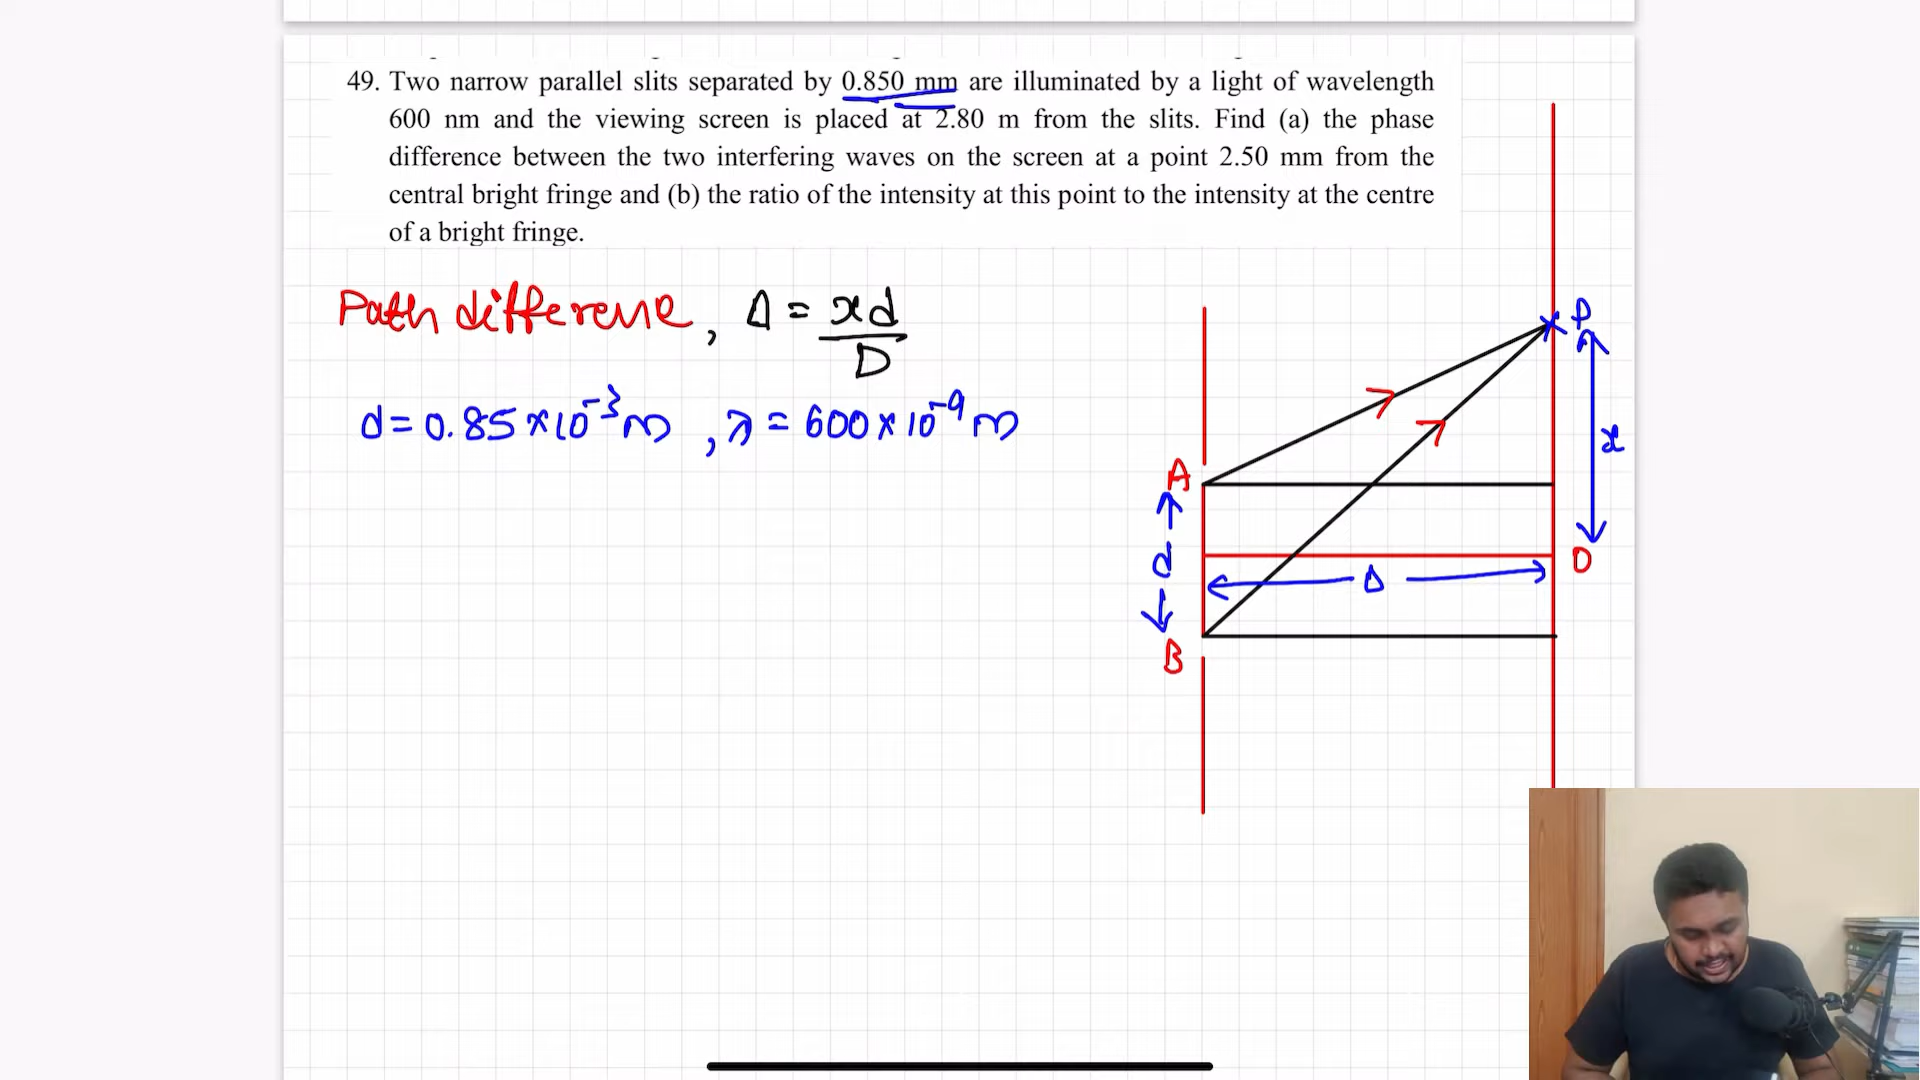 49. Two narrow parallel slits separated by 0.850 mm are illuminated by a light of wavelength
600 nm and the viewing screen is placed at 2.80 m from the slits. Find (a) the phase
difference between the two interfering waves on the screen at a point 2.50 mm from the
central bright fringe and (b) the ratio of the intensity at this point to the intensity at the centre
of a bright fringe.
Path difference, Δ = xd
D
d = 0.85 × 10⁻³ m , λ = 600 × 10⁻⁹ m
P
x
A
d
D
O
B